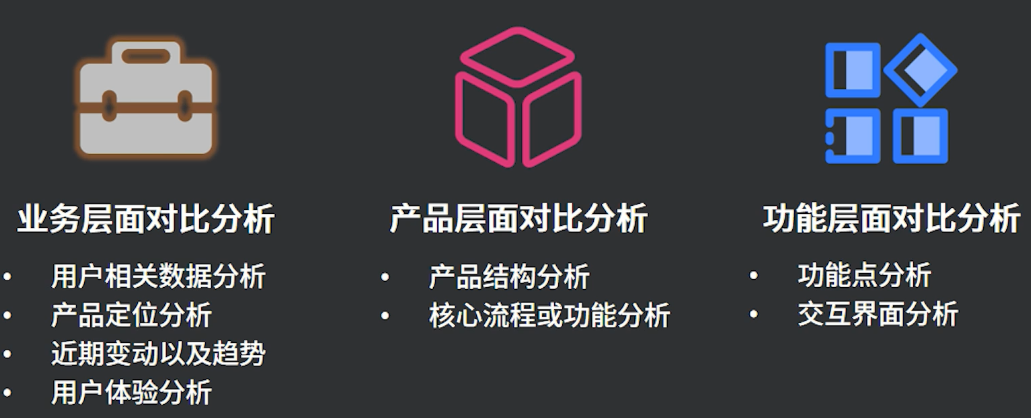 业务层面对比分析
• 用户相关数据分析
• 产品定位分析
• 近期变动以及趋势
• 用户体验分析
产品层面对比分析
• 产品结构分析
• 核心流程或功能分析
功能层面对比分析
• 功能点分析
• 交互界面分析